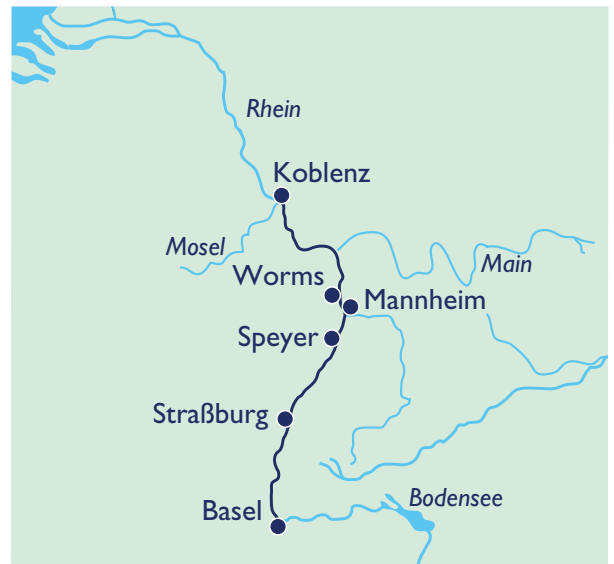 Rhein
Koblenz
Mosel
Main
Worms
Mannheim
Speyer
Straßburg
Basel
Bodensee